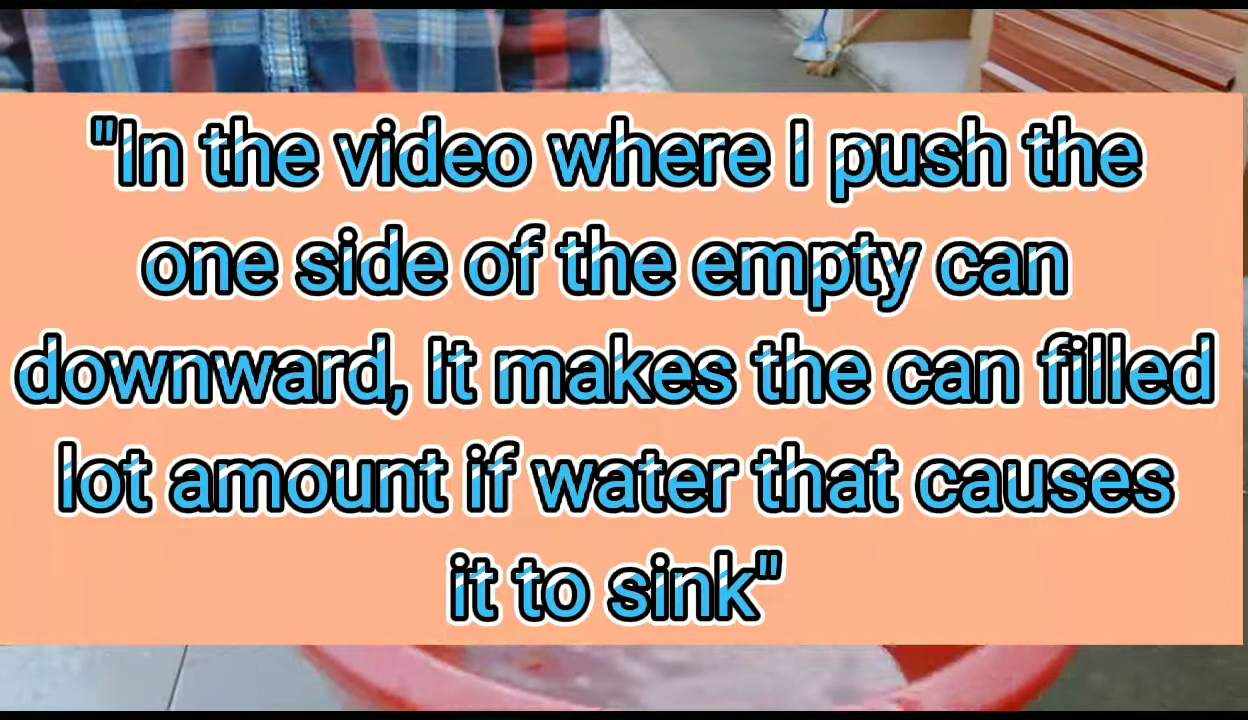 "In the video where I push the
one side of the empty can
downward, It makes the can filled
lot amount if water that causes
it to sink"